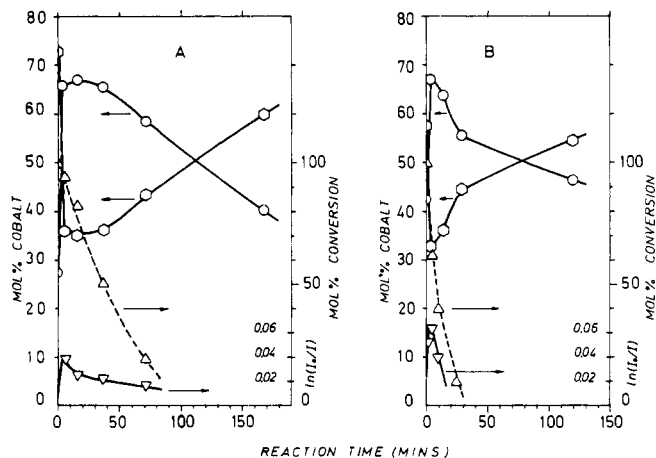 A
B
80
70
60
50
40
30
20
10
0
MOL% COBALT
100
50
0
MOL% CONVERSION
0.06
0.04
0.02
ln(I₀/I)
0 50 100 150
80
70
60
50
40
30
20
10
0
MOL% COBALT
100
50
0
MOL% CONVERSION
0.06
0.04
0.02
ln(I₀/I)
0 50 100
REACTION TIME (MINS)